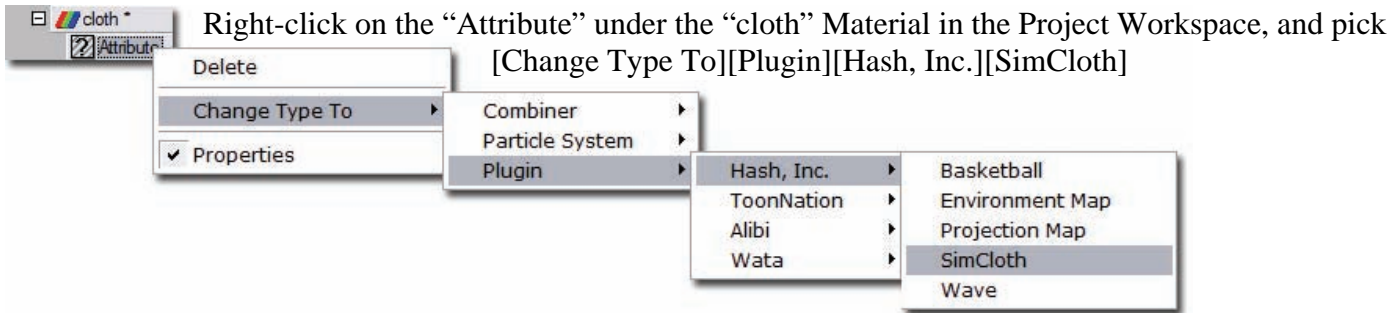 cloth *
Attribute
Right-click on the “Attribute” under the “cloth” Material in the Project Workspace, and pick
[Change Type To][Plugin][Hash, Inc.][SimCloth]
Delete
Change Type To
Properties
Combiner
Particle System
Plugin
Hash, Inc.
ToonNation
Alibi
Wata
Basketball
Environment Map
Projection Map
SimCloth
Wave